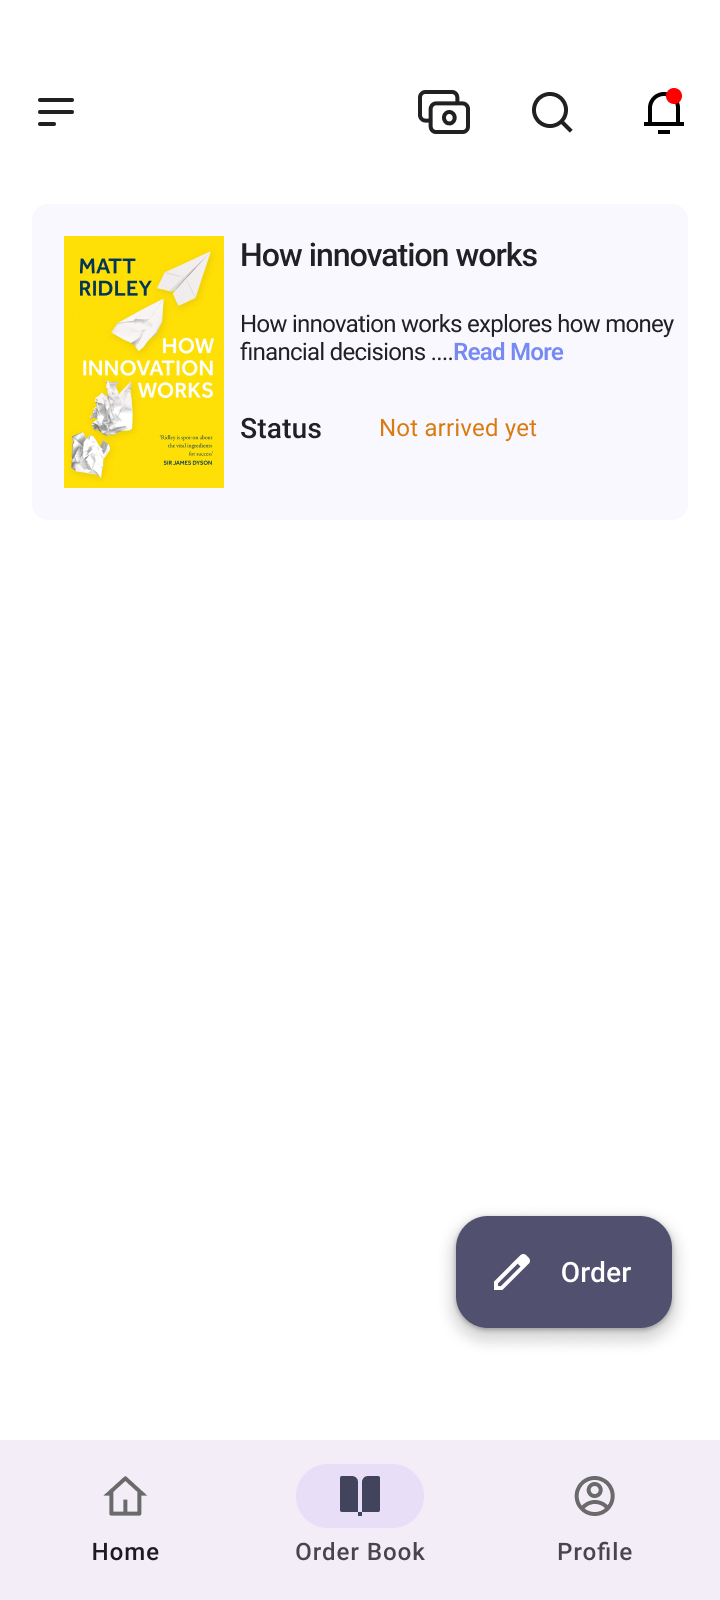 MATT
RIDLEY
HOW
INNOVATION
WORKS
'Ridley is spot-on about
the vital ingredients
for success'
SIR JAMES DYSON
How innovation works
How innovation works explores how money
financial decisions ....Read More
Status Not arrived yet
Order
Home Order Book Profile